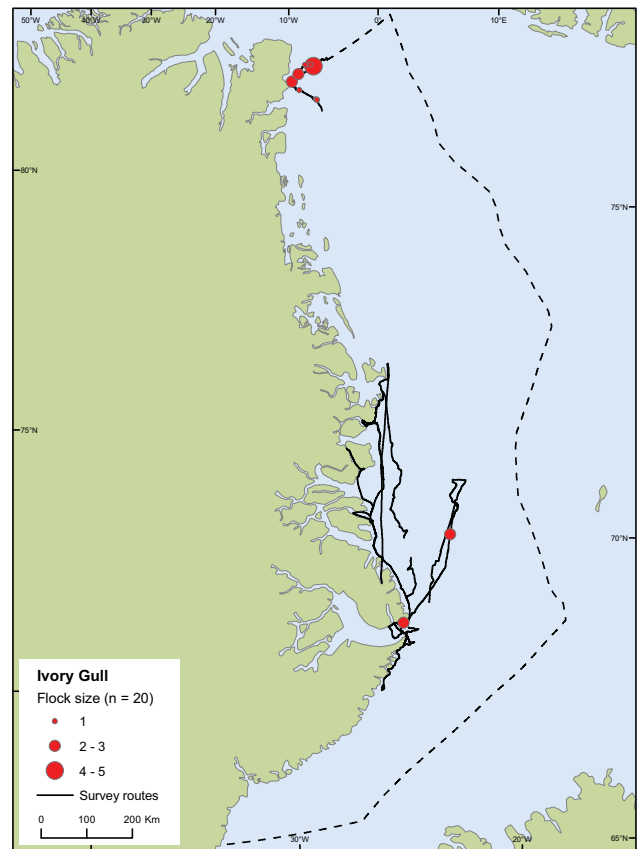 50°W 40°W 30°W 20°W 10°W 0° 10°E
80°N
75°N
75°N
70°N
Ivory Gull
Flock size (n = 20)
1
2 - 3
4 - 5
Survey routes
0 100 200 Km
30°W 20°W 65°N